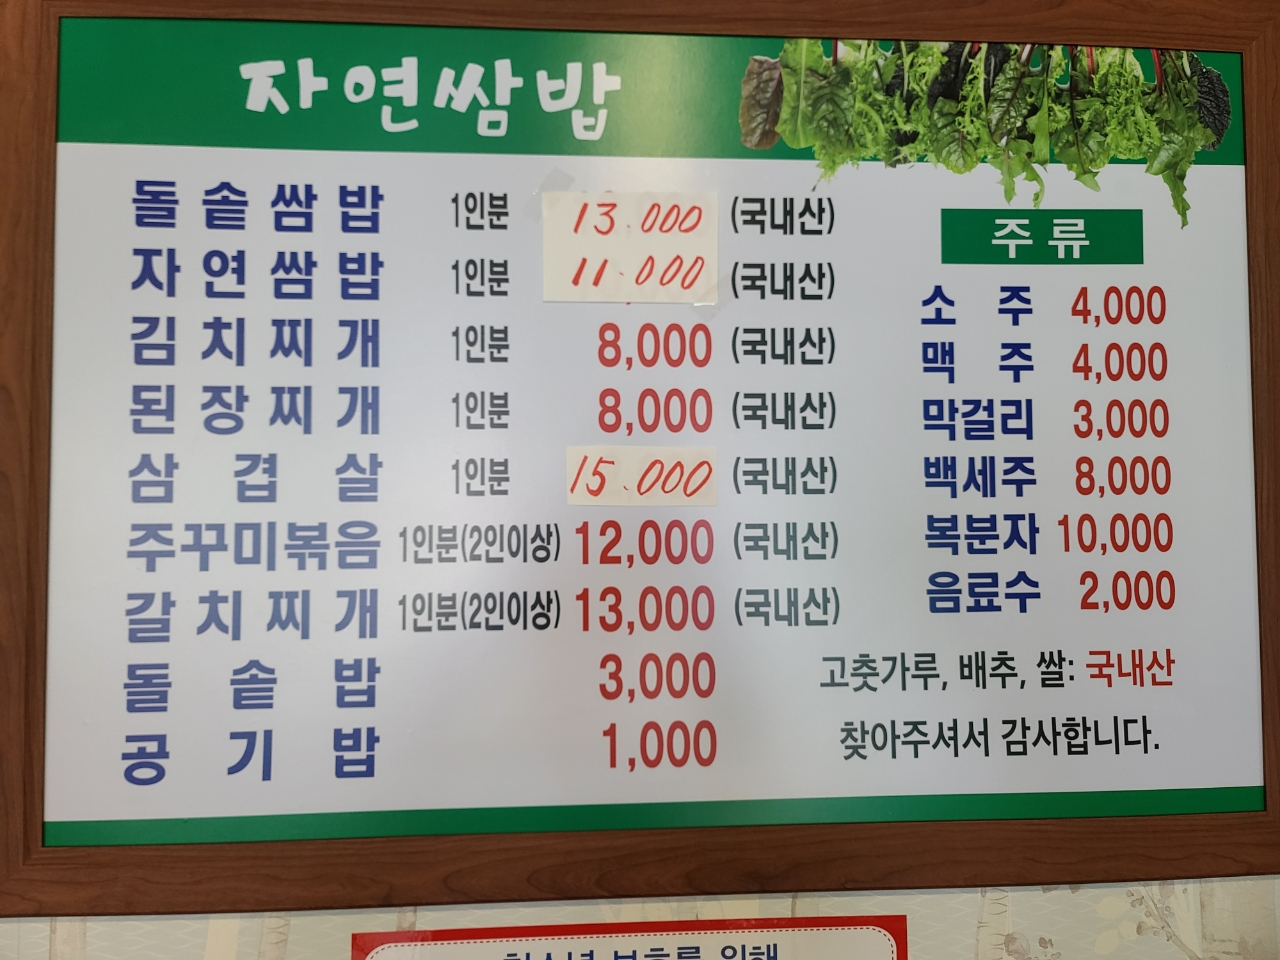 자연쌈밥
돌솥쌈밥 1인분 13.000 (국내산)
자연쌈밥 1인분 11.000 (국내산)
김치찌개 1인분 8,000 (국내산)
된장찌개 1인분 8,000 (국내산)
삼겹살 1인분 15.000 (국내산)
주꾸미볶음 1인분(2인이상) 12,000 (국내산)
갈치찌개 1인분(2인이상) 13,000 (국내산)
돌솥밥 3,000
공기밥 1,000
주류
소주 4,000
맥주 4,000
막걸리 3,000
백세주 8,000
복분자 10,000
음료수 2,000
고춧가루, 배추, 쌀: 국내산
찾아주셔서 감사합니다.
청소년 보호를 위해